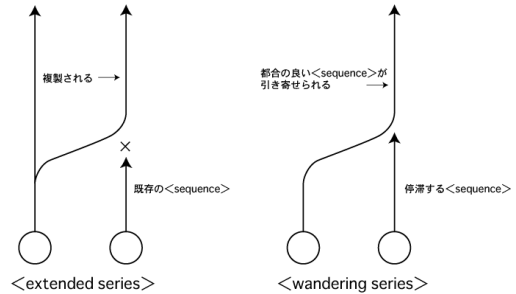 複製される
×
既存の＜sequence＞
＜extended series＞
都合の良い＜sequence＞が
引き寄せられる
停滞する＜sequence＞
＜wandering series＞